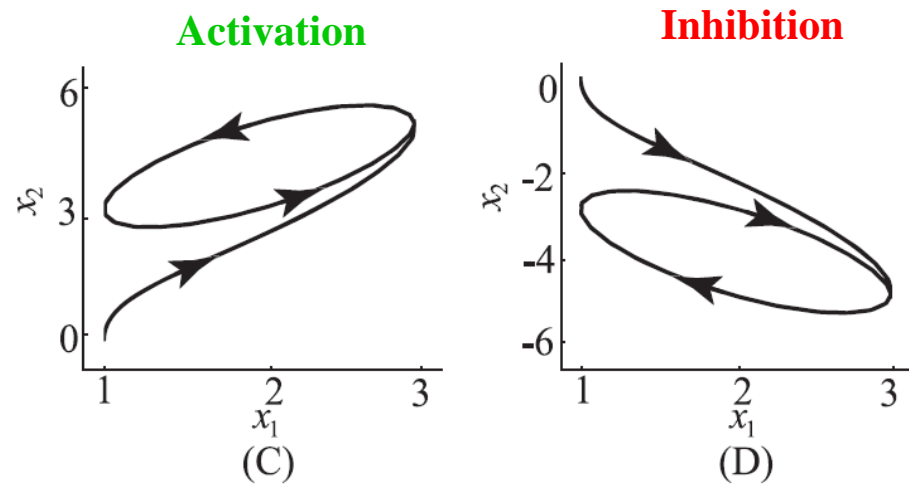 Activation
6
3
0
x₂
1
2
3
x₁
(C)
Inhibition
0
-2
-4
-6
x₂
1
2
3
x₁
(D)